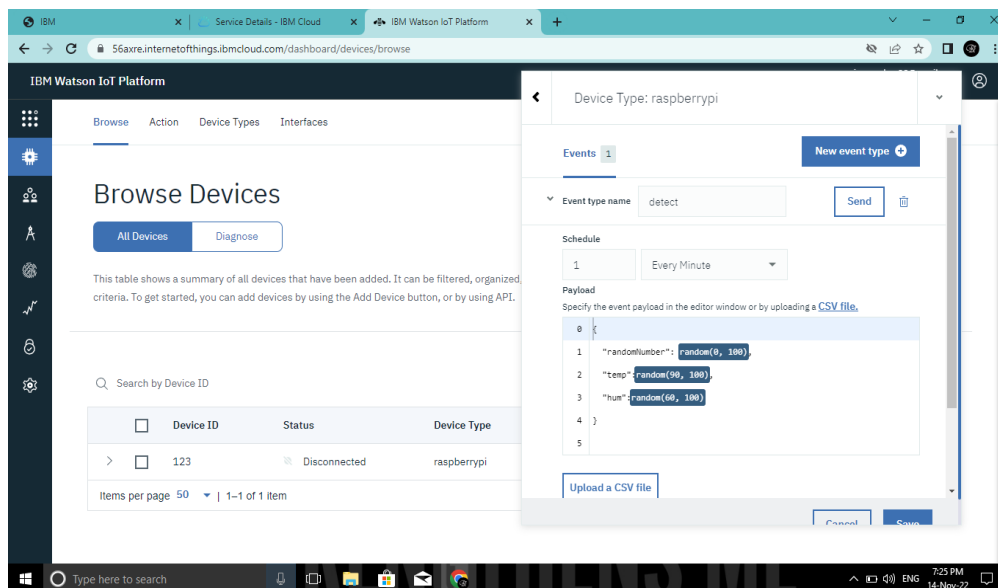 IBM
Service Details - IBM Cloud
IBM Watson IoT Platform
56axre.internetofthings.ibmcloud.com/dashboard/devices/browse
IBM Watson IoT Platform
Browse Action Device Types Interfaces
Browse Devices
All Devices Diagnose
This table shows a summary of all devices that have been added. It can be filtered, organized,
criteria. To get started, you can add devices by using the Add Device button, or by using API.
Search by Device ID
Device ID Status Device Type
123 Disconnected raspberrypi
Items per page 50 | 1–1 of 1 item
Device Type: raspberrypi
Events 1
New event type
Event type name detect Send
Schedule
1 Every Minute
Payload
Specify the event payload in the editor window or by uploading a CSV file.
0 {
1 "randomNumber": random(0, 100),
2 "temp":random(90, 100),
3 "hum":random(60, 100)
4 }
5
Upload a CSV file
Cancel Save
Type here to search
ENG
7:25 PM
14-Nov-22